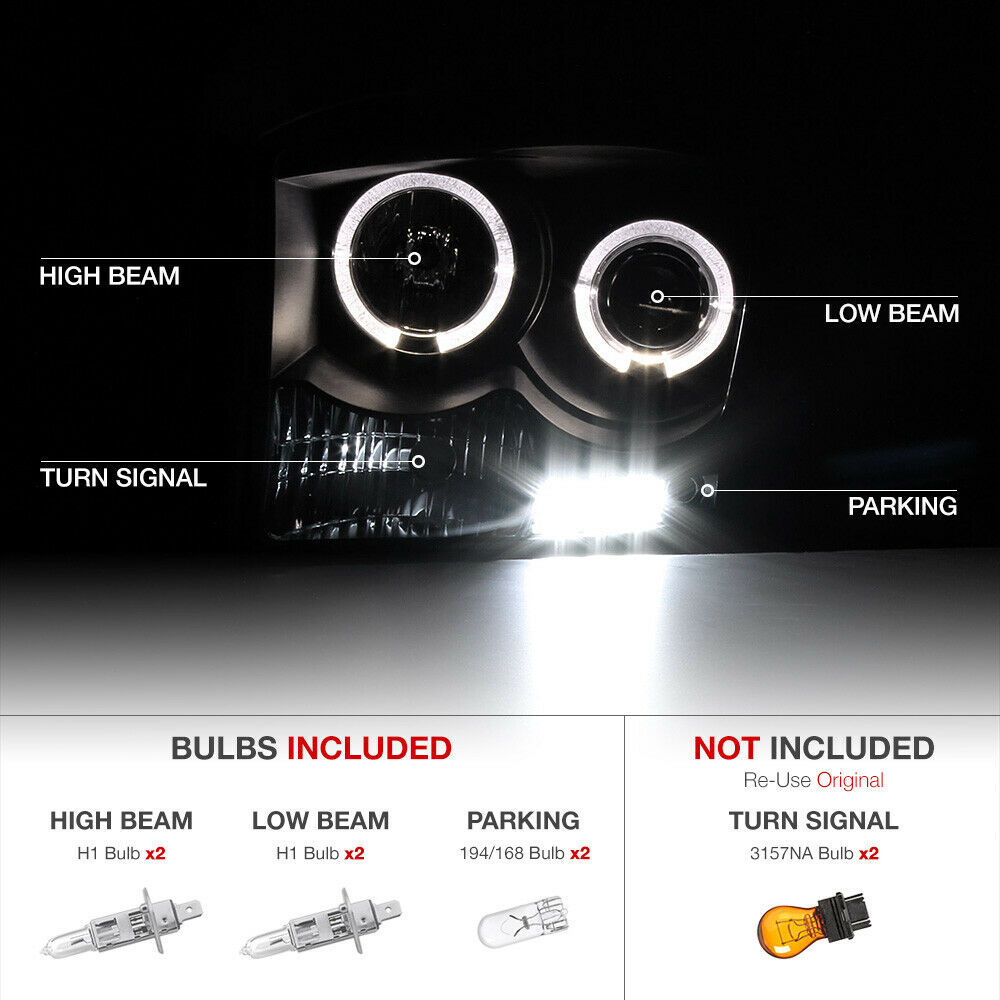 HIGH BEAM
LOW BEAM
TURN SIGNAL
PARKING
BULBS INCLUDED
HIGH BEAM
H1 Bulb x2
LOW BEAM
H1 Bulb x2
PARKING
194/168 Bulb x2
NOT INCLUDED
Re-Use Original
TURN SIGNAL
3157NA Bulb x2